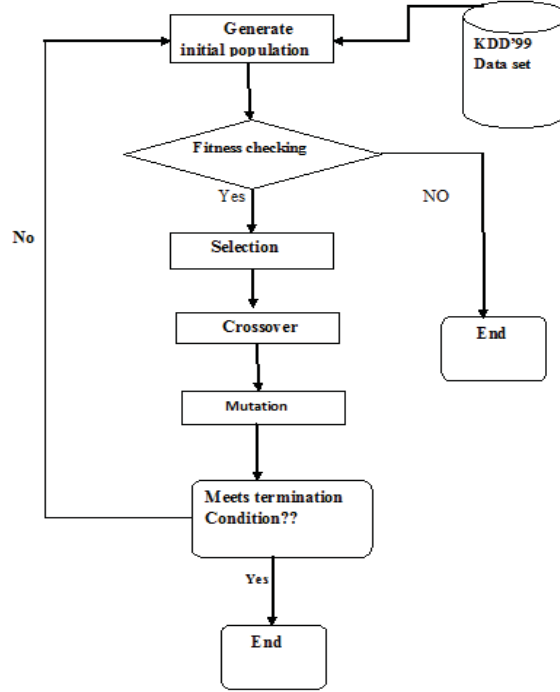 Generate
initial population
KDD'99
Data set
Fitness checking
Yes
NO
No
Selection
Crossover
End
Mutation
Meets termination
Condition??
Yes
End